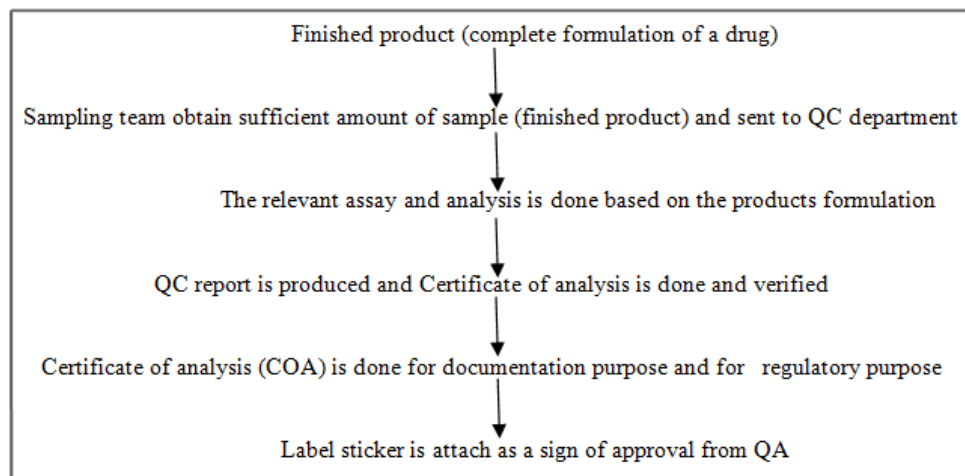 Finished product (complete formulation of a drug)
Sampling team obtain sufficient amount of sample (finished product) and sent to QC department
The relevant assay and analysis is done based on the products formulation
QC report is produced and Certificate of analysis is done and verified
Certificate of analysis (COA) is done for documentation purpose and for regulatory purpose
Label sticker is attach as a sign of approval from QA